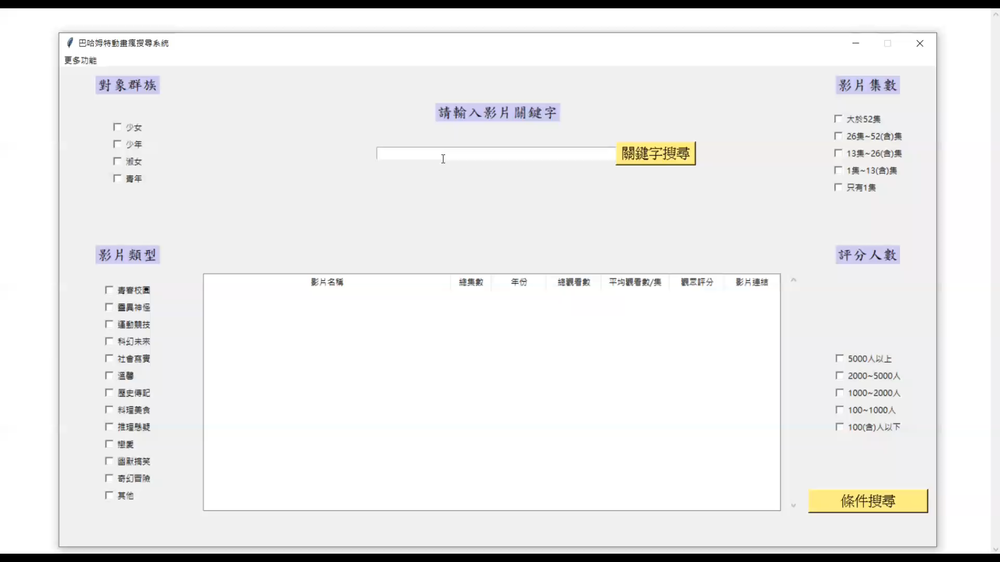 巴哈姆特動畫瘋搜尋系統
更多功能
對象群族
少女
少年
淑女
青年
請輸入影片關鍵字
關鍵字搜尋
影片集數
大於52集
26集~52(含)集
13集~26(含)集
1集~13(含)集
只有1集
影片類型
青春校園
靈異神怪
運動競技
科幻未來
社會寫實
溫馨
歷史傳記
料理美食
推理懸疑
戀愛
幽默搞笑
奇幻冒險
其他
影片名稱 總集數 年份 總觀看數 平均觀看數/集 觀眾評分 影片連結
評分人數
5000人以上
2000~5000人
1000~2000人
100~1000人
100(含)人以下
條件搜尋